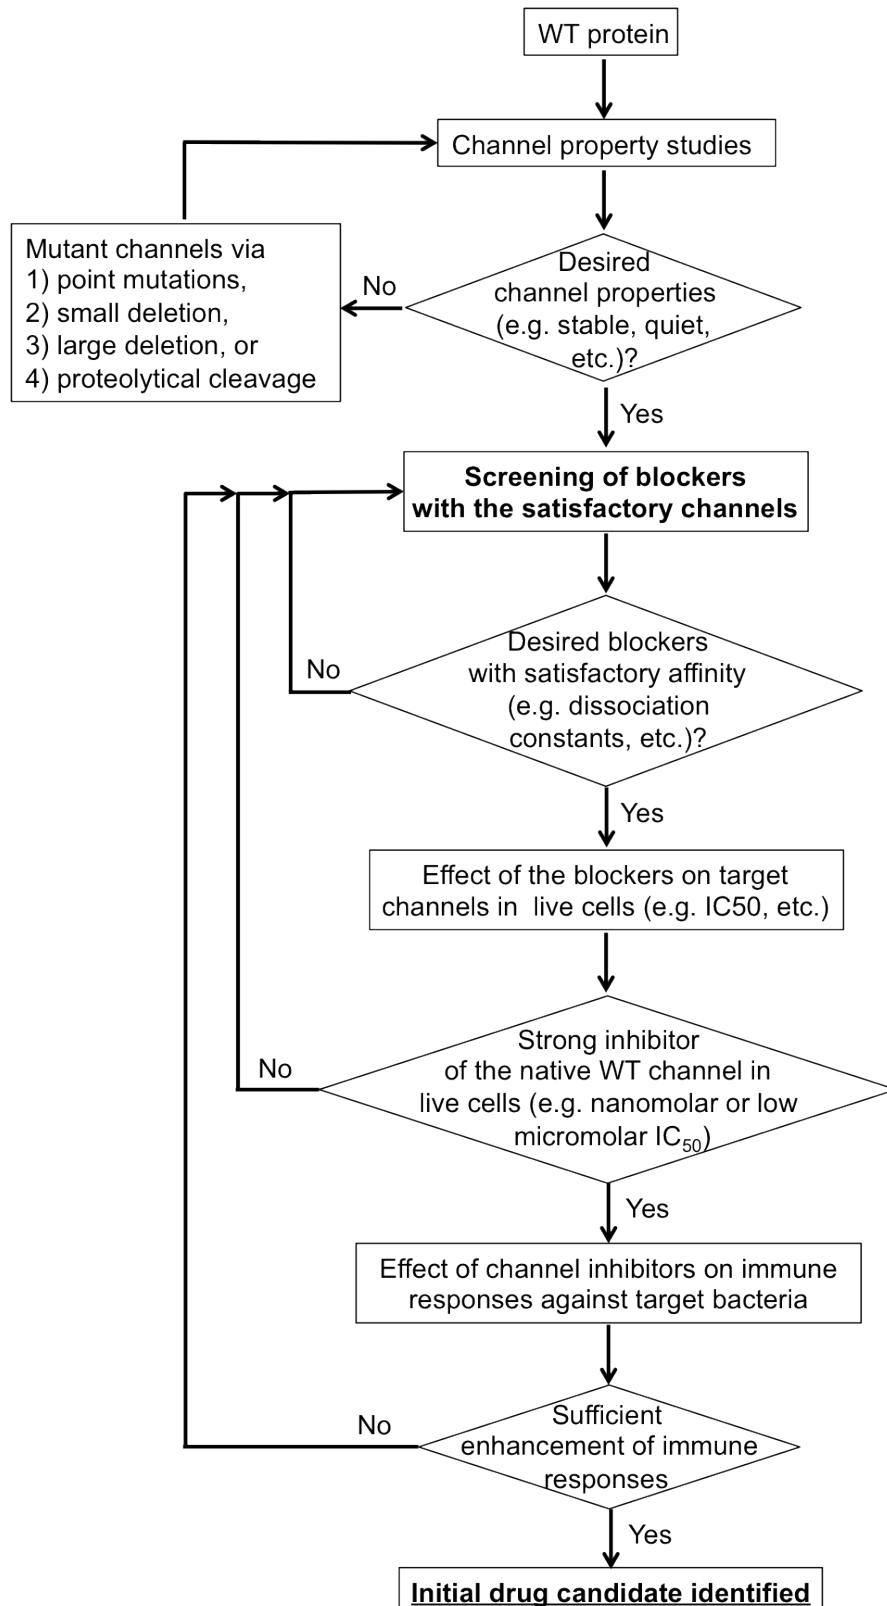 WT protein
Channel property studies
Mutant channels via
1) point mutations,
2) small deletion,
3) large deletion, or
4) proteolytical cleavage
No
Desired
channel properties
(e.g. stable, quiet,
etc.)?
Yes
Screening of blockers
with the satisfactory channels
No
Desired blockers
with satisfactory affinity
(e.g. dissociation
constants, etc.)?
Yes
Effect of the blockers on target
channels in live cells (e.g. IC50, etc.)
No
Strong inhibitor
of the native WT channel in
live cells (e.g. nanomolar or low
micromolar IC50)
Yes
Effect of channel inhibitors on immune
responses against target bacteria
No
Sufficient
enhancement of immune
responses
Yes
Initial drug candidate identified